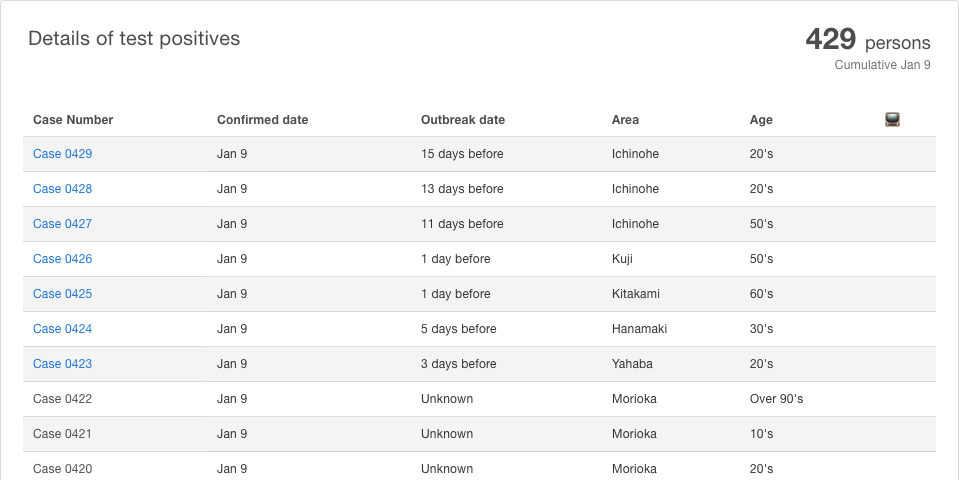 Details of test positives
429 persons
Cumulative Jan 9
Case Number Confirmed date Outbreak date Area Age
Case 0429 Jan 9 15 days before Ichinohe 20's
Case 0428 Jan 9 13 days before Ichinohe 20's
Case 0427 Jan 9 11 days before Ichinohe 50's
Case 0426 Jan 9 1 day before Kuji 50's
Case 0425 Jan 9 1 day before Kitakami 60's
Case 0424 Jan 9 5 days before Hanamaki 30's
Case 0423 Jan 9 3 days before Yahaba 20's
Case 0422 Jan 9 Unknown Morioka Over 90's
Case 0421 Jan 9 Unknown Morioka 10's
Case 0420 Jan 9 Unknown Morioka 20's